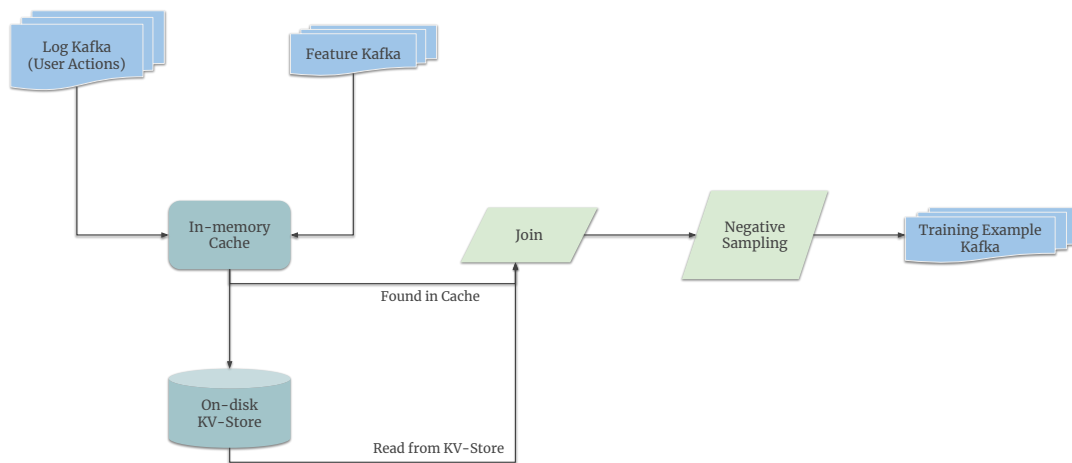 Log Kafka
(User Actions)
Feature Kafka
In-memory
Cache
Join
Negative
Sampling
Training Example
Kafka
Found in Cache
On-disk
KV-Store
Read from KV-Store